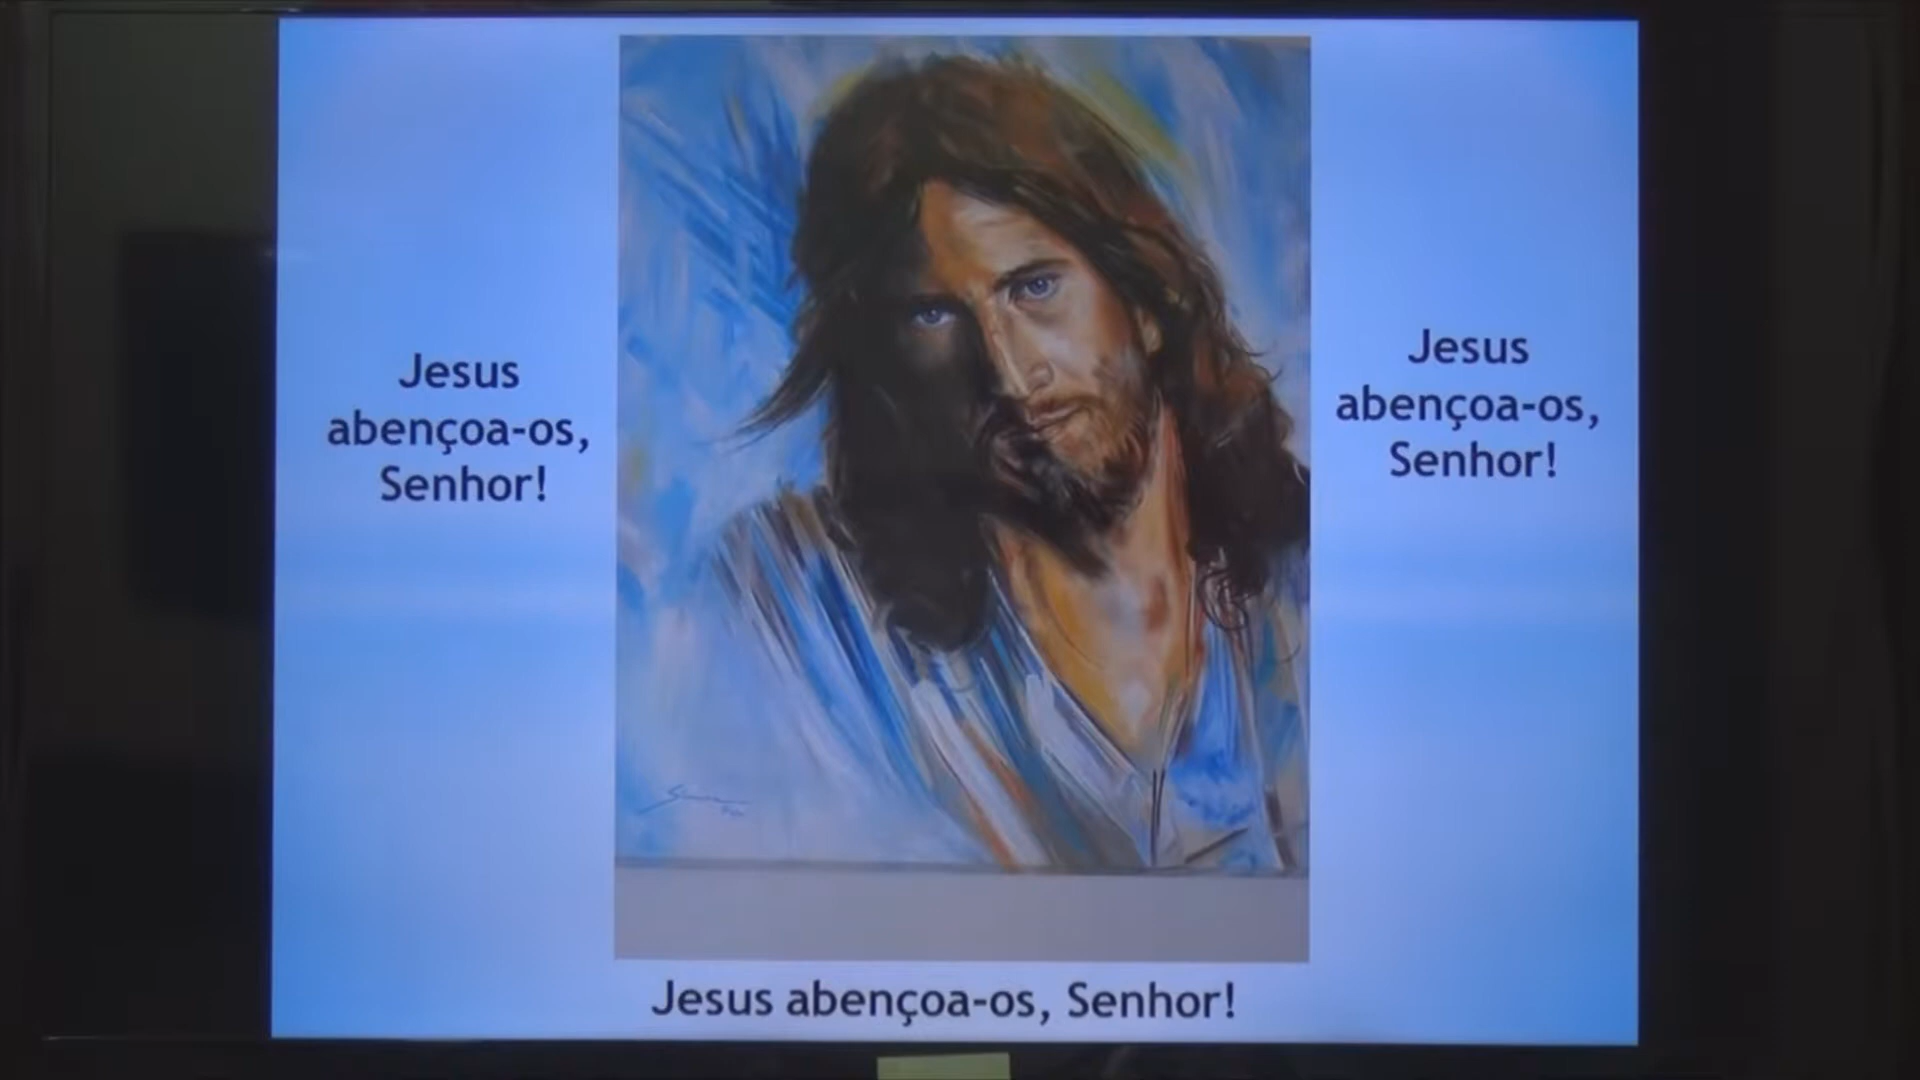 Jesus
abençoa-os,
Senhor!
Jesus
abençoa-os,
Senhor!
Jesus abençoa-os, Senhor!